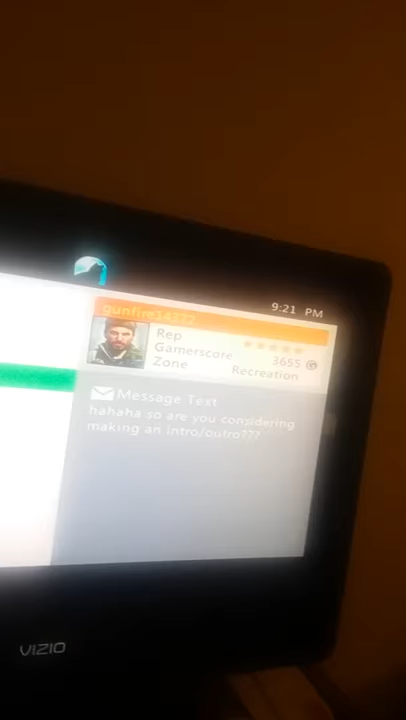 9:21 PM
gunfire14372
Rep
Gamerscore 3655 G
Zone Recreation
Message Text
hahaha so are you considering
making an intro/outro???
VIZIO